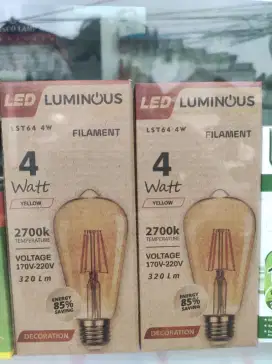 LED LUMINOUS
LST64 4W
FILAMENT
4
Watt
YELLOW
2700k
TEMPERATURE
VOLTAGE
170V-220V
320 Lm
ENERGY
85%
SAVING
DECORATION
LED LUMINOUS
LST64 4W
FILAMENT
4
Watt
YELLOW
2700k
TEMPERATURE
VOLTAGE
170V-220V
320 Lm
ENERGY
85%
SAVING
DECORATION